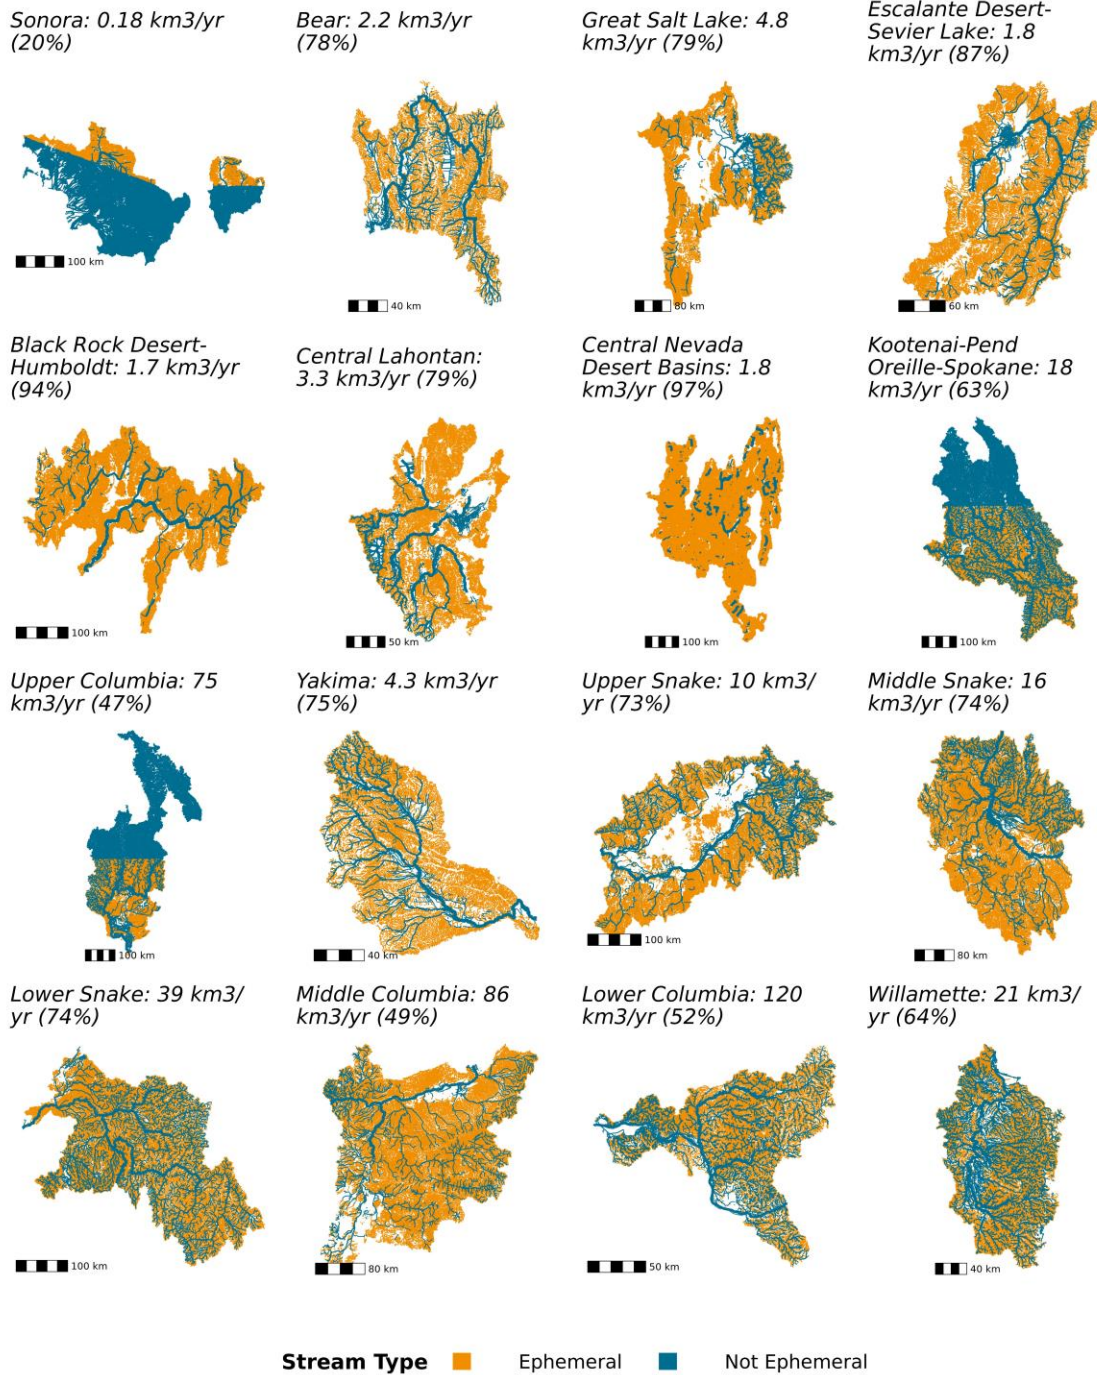 Sonora: 0.18 km3/yr
(20%)
Bear: 2.2 km3/yr
(78%)
Great Salt Lake: 4.8
km3/yr (79%)
Escalante Desert-
Sevier Lake: 1.8
km3/yr (87%)
100 km
40 km
80 km
60 km
Black Rock Desert-
Humboldt: 1.7 km3/yr
(94%)
Central Lahontan:
3.3 km3/yr (79%)
Central Nevada
Desert Basins: 1.8
km3/yr (97%)
Kootenai-Pend
Oreille-Spokane: 18
km3/yr (63%)
100 km
50 km
100 km
100 km
Upper Columbia: 75
km3/yr (47%)
Yakima: 4.3 km3/yr
(75%)
Upper Snake: 10 km3/
yr (73%)
Middle Snake: 16
km3/yr (74%)
100 km
40 km
100 km
80 km
Lower Snake: 39 km3/
yr (74%)
Middle Columbia: 86
km3/yr (49%)
Lower Columbia: 120
km3/yr (52%)
Willamette: 21 km3/
yr (64%)
100 km
80 km
50 km
40 km
Stream Type Ephemeral Not Ephemeral